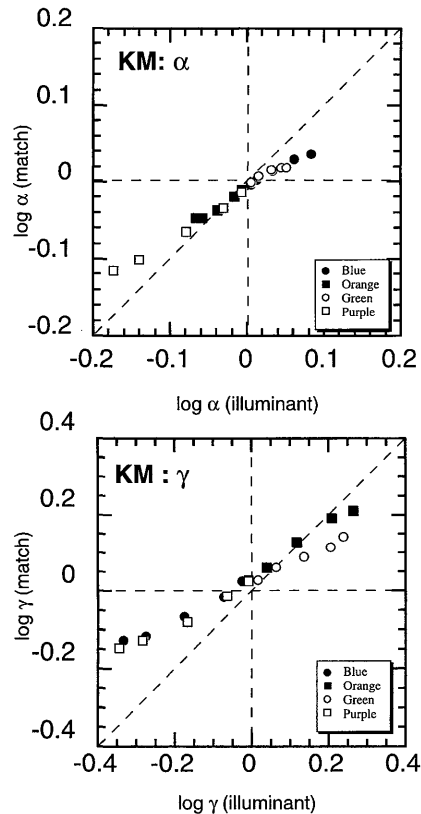 KM: α
0.2
0.1
0
-0.1
-0.2
log α (match)
Blue
Orange
Green
Purple
-0.2 -0.1 0 0.1 0.2
log α (illuminant)
KM : γ
0.4
0.2
0
-0.2
-0.4
log γ (match)
Blue
Orange
Green
Purple
-0.4 -0.2 0 0.2 0.4
log γ (illuminant)